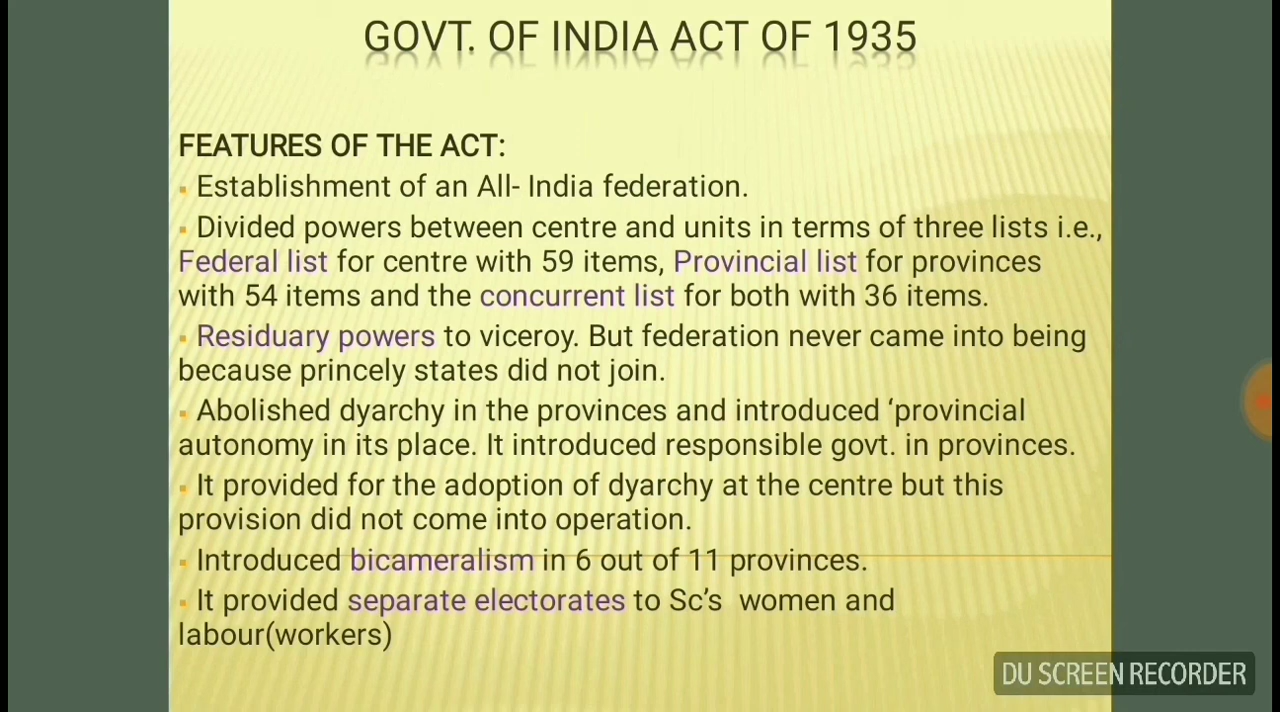 GOVT. OF INDIA ACT OF 1935
FEATURES OF THE ACT:
▪ Establishment of an All- India federation.
▪ Divided powers between centre and units in terms of three lists i.e.,
Federal list for centre with 59 items, Provincial list for provinces
with 54 items and the concurrent list for both with 36 items.
▪ Residuary powers to viceroy. But federation never came into being
because princely states did not join.
▪ Abolished dyarchy in the provinces and introduced ‘provincial
autonomy in its place. It introduced responsible govt. in provinces.
▪ It provided for the adoption of dyarchy at the centre but this
provision did not come into operation.
▪ Introduced bicameralism in 6 out of 11 provinces.
▪ It provided separate electorates to Sc’s  women and
labour(workers)
DU SCREEN RECORDER